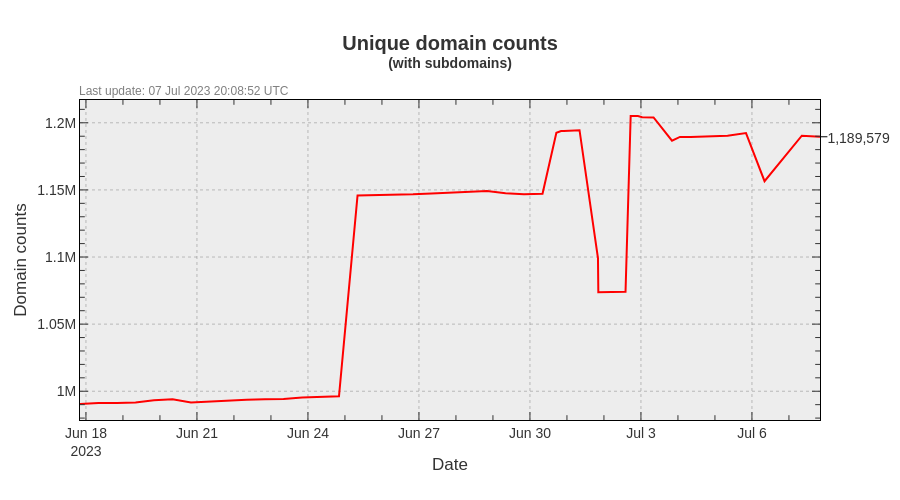 Unique domain counts
(with subdomains)
Last update: 07 Jul 2023 20:08:52 UTC
1.2M
1,189,579
1.15M
1.1M
1.05M
1M
Domain counts
Jun 18
2023
Jun 21
Jun 24
Jun 27
Jun 30
Jul 3
Jul 6
Date